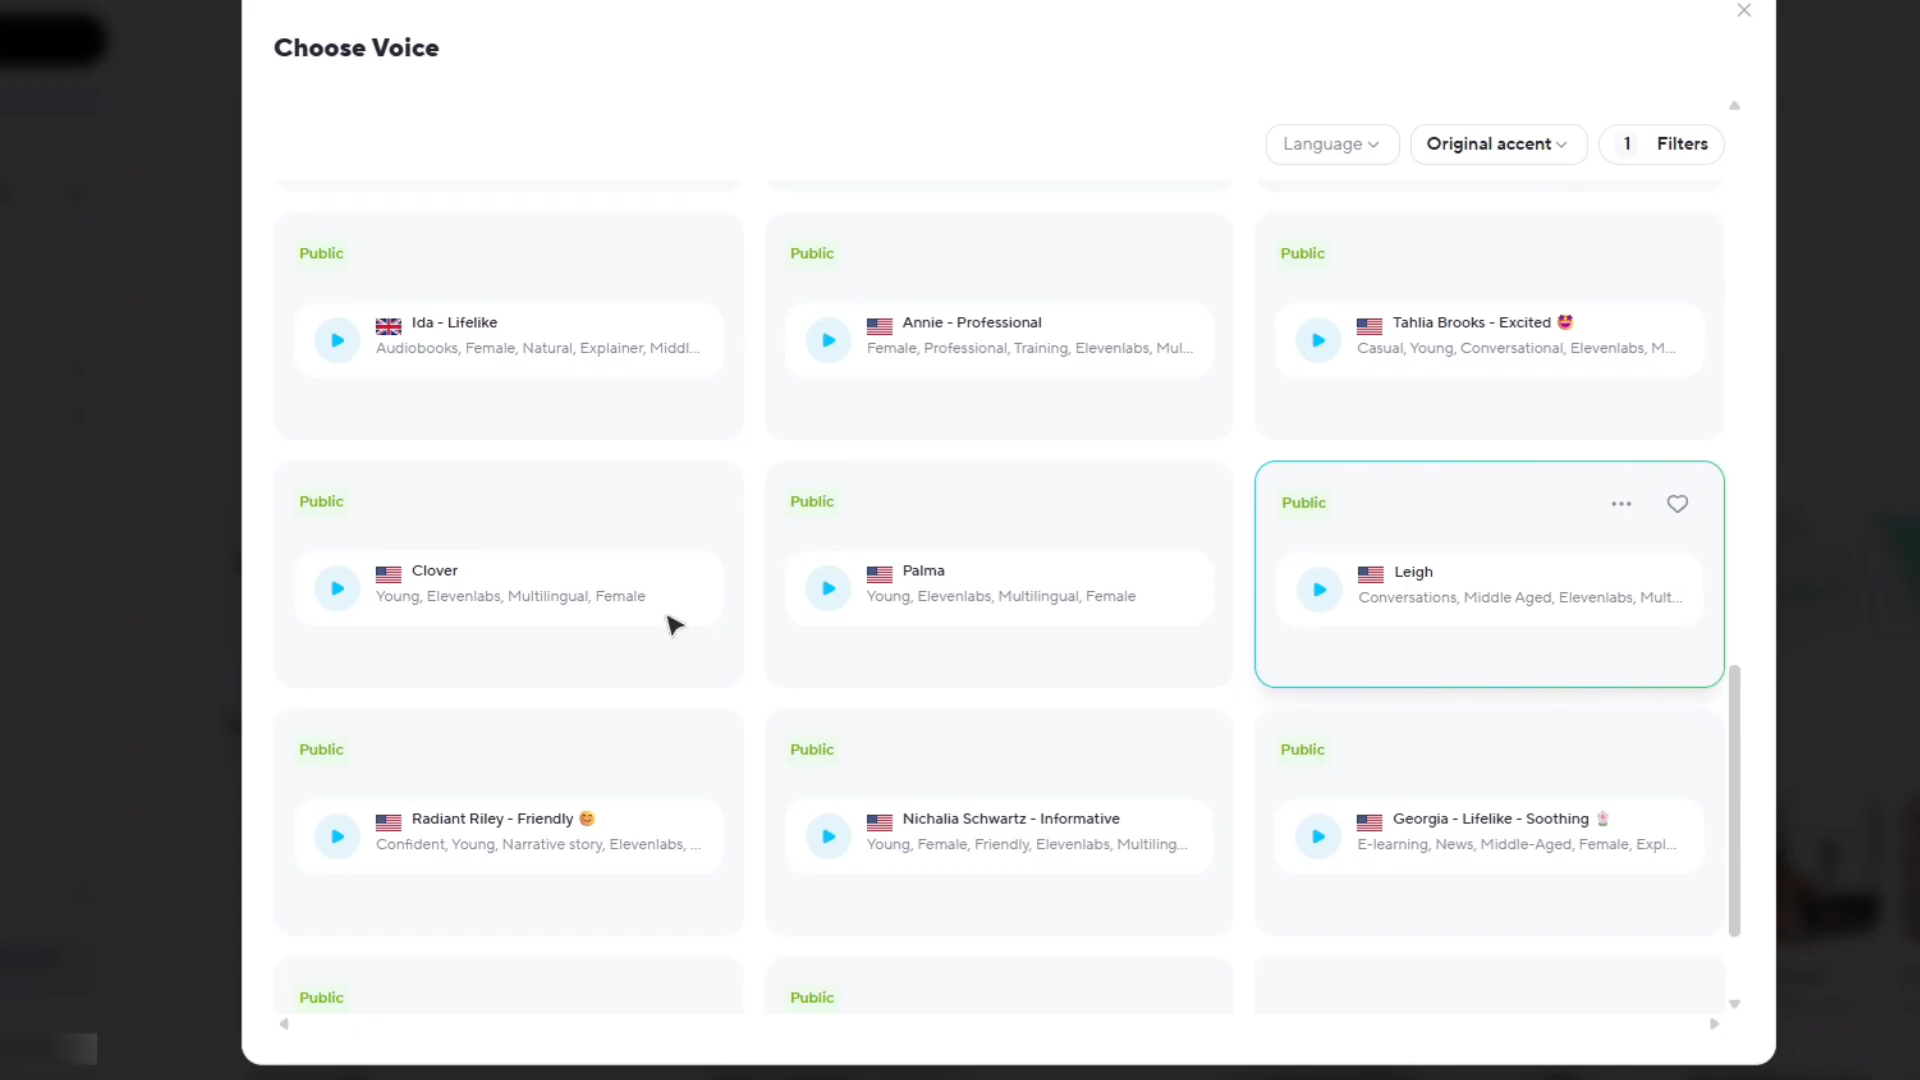 Choose Voice
Language
Original accent
1 Filters
Public
Public
Public
Ida - Lifelike
Audiobooks, Female, Natural, Explainer, Middl...
Annie - Professional
Female, Professional, Training, Elevenlabs, Mul...
Tahlia Brooks - Excited 🤩
Casual, Young, Conversational, Elevenlabs, M...
Public
Public
Public
Clover
Young, Elevenlabs, Multilingual, Female
Palma
Young, Elevenlabs, Multilingual, Female
Leigh
Conversations, Middle Aged, Elevenlabs, Mult...
Public
Public
Public
Radiant Riley - Friendly 😊
Confident, Young, Narrative story, Elevenlabs, ...
Nichalia Schwartz - Informative
Young, Female, Friendly, Elevenlabs, Multiling...
Georgia - Lifelike - Soothing
E-learning, News, Middle-Aged, Female, Expl...
Public
Public